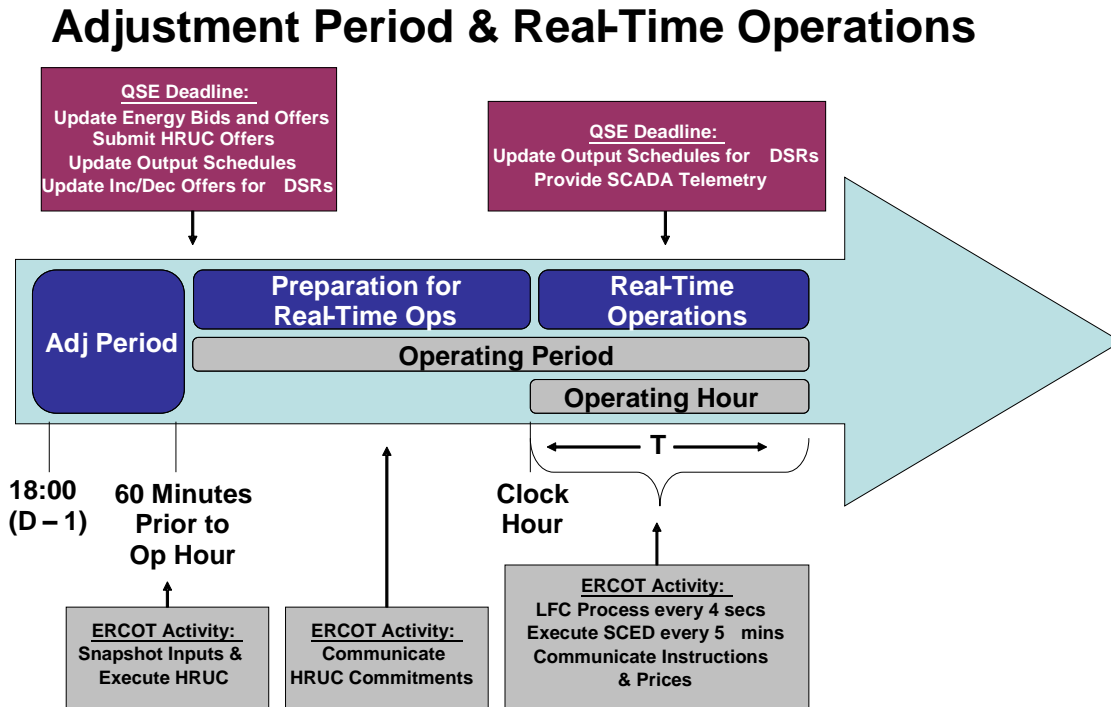 Adjustment Period & Real-Time Operations
QSE Deadline:
Update Energy Bids and Offers
Submit HRUC Offers
Update Output Schedules
Update Inc/Dec Offers for DSRs
QSE Deadline:
Update Output Schedules for DSRs
Provide SCADA Telemetry
Adj Period
Preparation for
Real-Time Ops
Real-Time
Operations
Operating Period
Operating Hour
T
18:00
(D – 1)
60 Minutes
Prior to
Op Hour
Clock
Hour
ERCOT Activity:
Snapshot Inputs &
Execute HRUC
ERCOT Activity:
Communicate
HRUC Commitments
ERCOT Activity:
LFC Process every 4 secs
Execute SCED every 5 mins
Communicate Instructions
& Prices